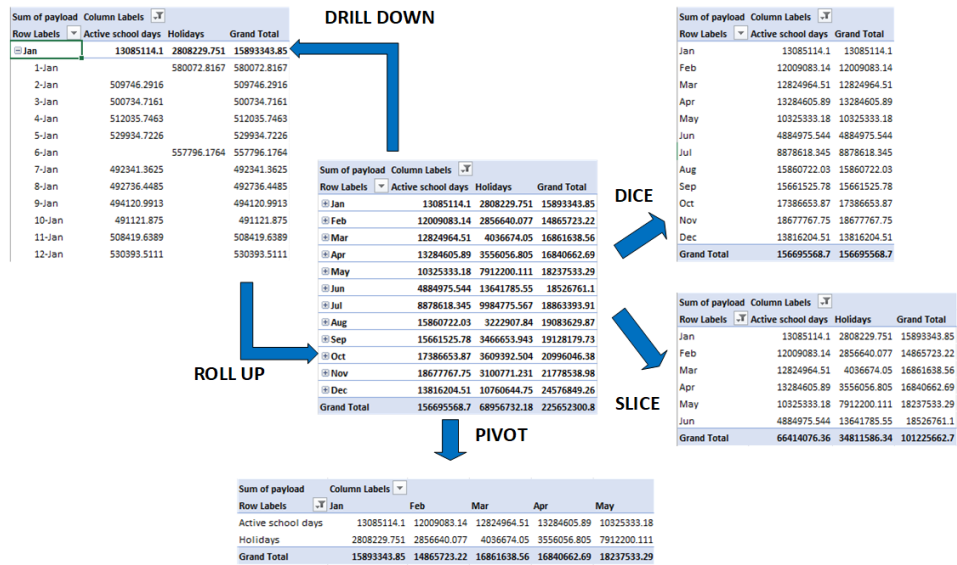 DRILL DOWN
Sum of payload Column Labels
Row Labels Active school days Holidays Grand Total
Jan 13085114.1 2808229.751 15893343.85
1-Jan 580072.8167 580072.8167
2-Jan 509746.2916 509746.2916
3-Jan 500734.7161 500734.7161
4-Jan 512035.7463 512035.7463
5-Jan 529934.7226 529934.7226
6-Jan 557796.1764 557796.1764
7-Jan 492341.3625 492341.3625
8-Jan 492736.4485 492736.4485
9-Jan 494120.9913 494120.9913
10-Jan 491121.875 491121.875
11-Jan 508419.6389 508419.6389
12-Jan 530393.5111 530393.5111
ROLL UP
Sum of payload Column Labels
Row Labels Active school days Holidays Grand Total
Jan 13085114.1 2808229.751 15893343.85
Feb 12009083.14 2856640.077 14865723.22
Mar 12824964.51 4036674.05 16861638.56
Apr 13284605.89 3556056.805 16840662.69
May 10325333.18 7912200.111 18237533.29
Jun 4884975.544 13641785.55 18526761.1
Jul 8878618.345 9984775.567 18863393.91
Aug 15860722.03 3222907.84 19083629.87
Sep 15661525.78 3466653.943 19128179.73
Oct 17386653.87 3609392.504 20996046.38
Nov 18677767.75 3100771.231 21778538.98
Dec 13816204.51 10760644.75 24576849.26
Grand Total 156695568.7 68956732.18 225652300.8
DICE
Sum of payload Column Labels
Row Labels Active school days Grand Total
Jan 13085114.1 13085114.1
Feb 12009083.14 12009083.14
Mar 12824964.51 12824964.51
Apr 13284605.89 13284605.89
May 10325333.18 10325333.18
Jun 4884975.544 4884975.544
Jul 8878618.345 8878618.345
Aug 15860722.03 15860722.03
Sep 15661525.78 15661525.78
Oct 17386653.87 17386653.87
Nov 18677767.75 18677767.75
Dec 13816204.51 13816204.51
Grand Total 156695568.7 156695568.7
SLICE
Sum of payload Column Labels
Row Labels Active school days Holidays Grand Total
Jan 13085114.1 2808229.751 15893343.85
Feb 12009083.14 2856640.077 14865723.22
Mar 12824964.51 4036674.05 16861638.56
Apr 13284605.89 3556056.805 16840662.69
May 10325333.18 7912200.111 18237533.29
Jun 4884975.544 13641785.55 18526761.1
Grand Total 66414076.36 34811586.34 101225662.7
PIVOT
Sum of payload Column Labels
Row Labels Jan Feb Mar Apr May
Active school days 13085114.1 12009083.14 12824964.51 13284605.89 10325333.18
Holidays 2808229.751 2856640.077 4036674.05 3556056.805 7912200.111
Grand Total 15893343.85 14865723.22 16861638.56 16840662.69 18237533.29